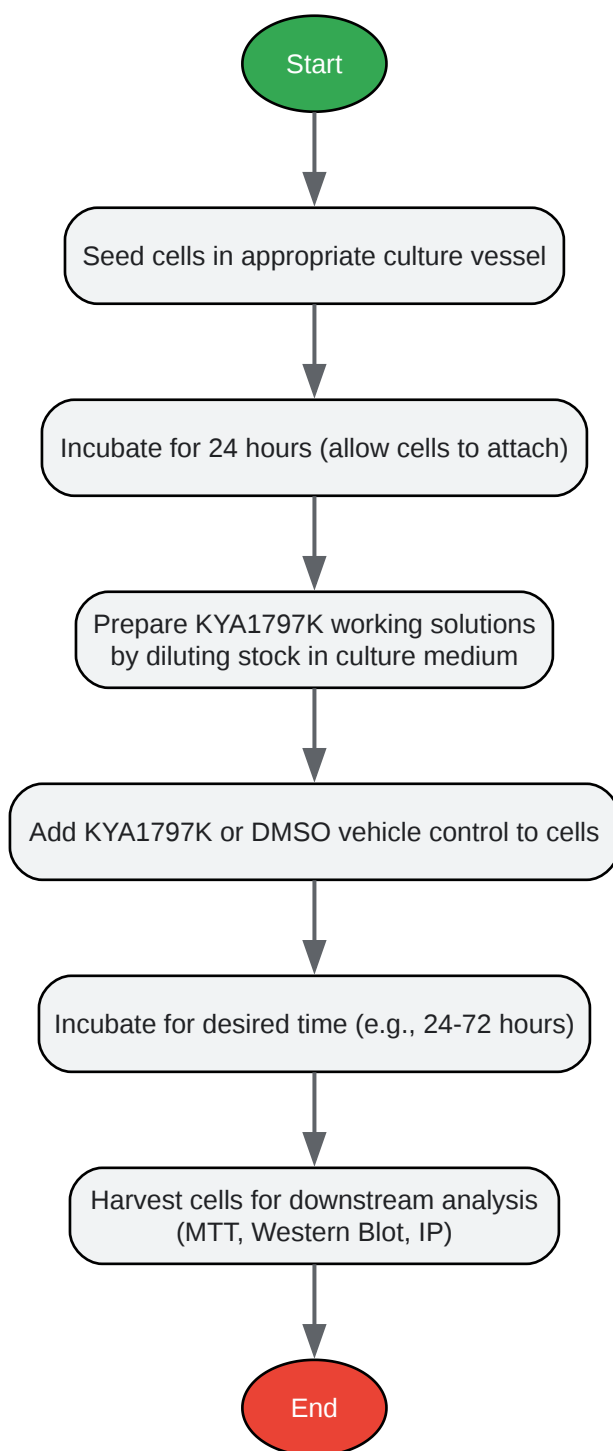 Start
Seed cells in appropriate culture vessel
Incubate for 24 hours (allow cells to attach)
Prepare KYA1797K working solutions
by diluting stock in culture medium
Add KYA1797K or DMSO vehicle control to cells
Incubate for desired time (e.g., 24-72 hours)
Harvest cells for downstream analysis
(MTT, Western Blot, IP)
End